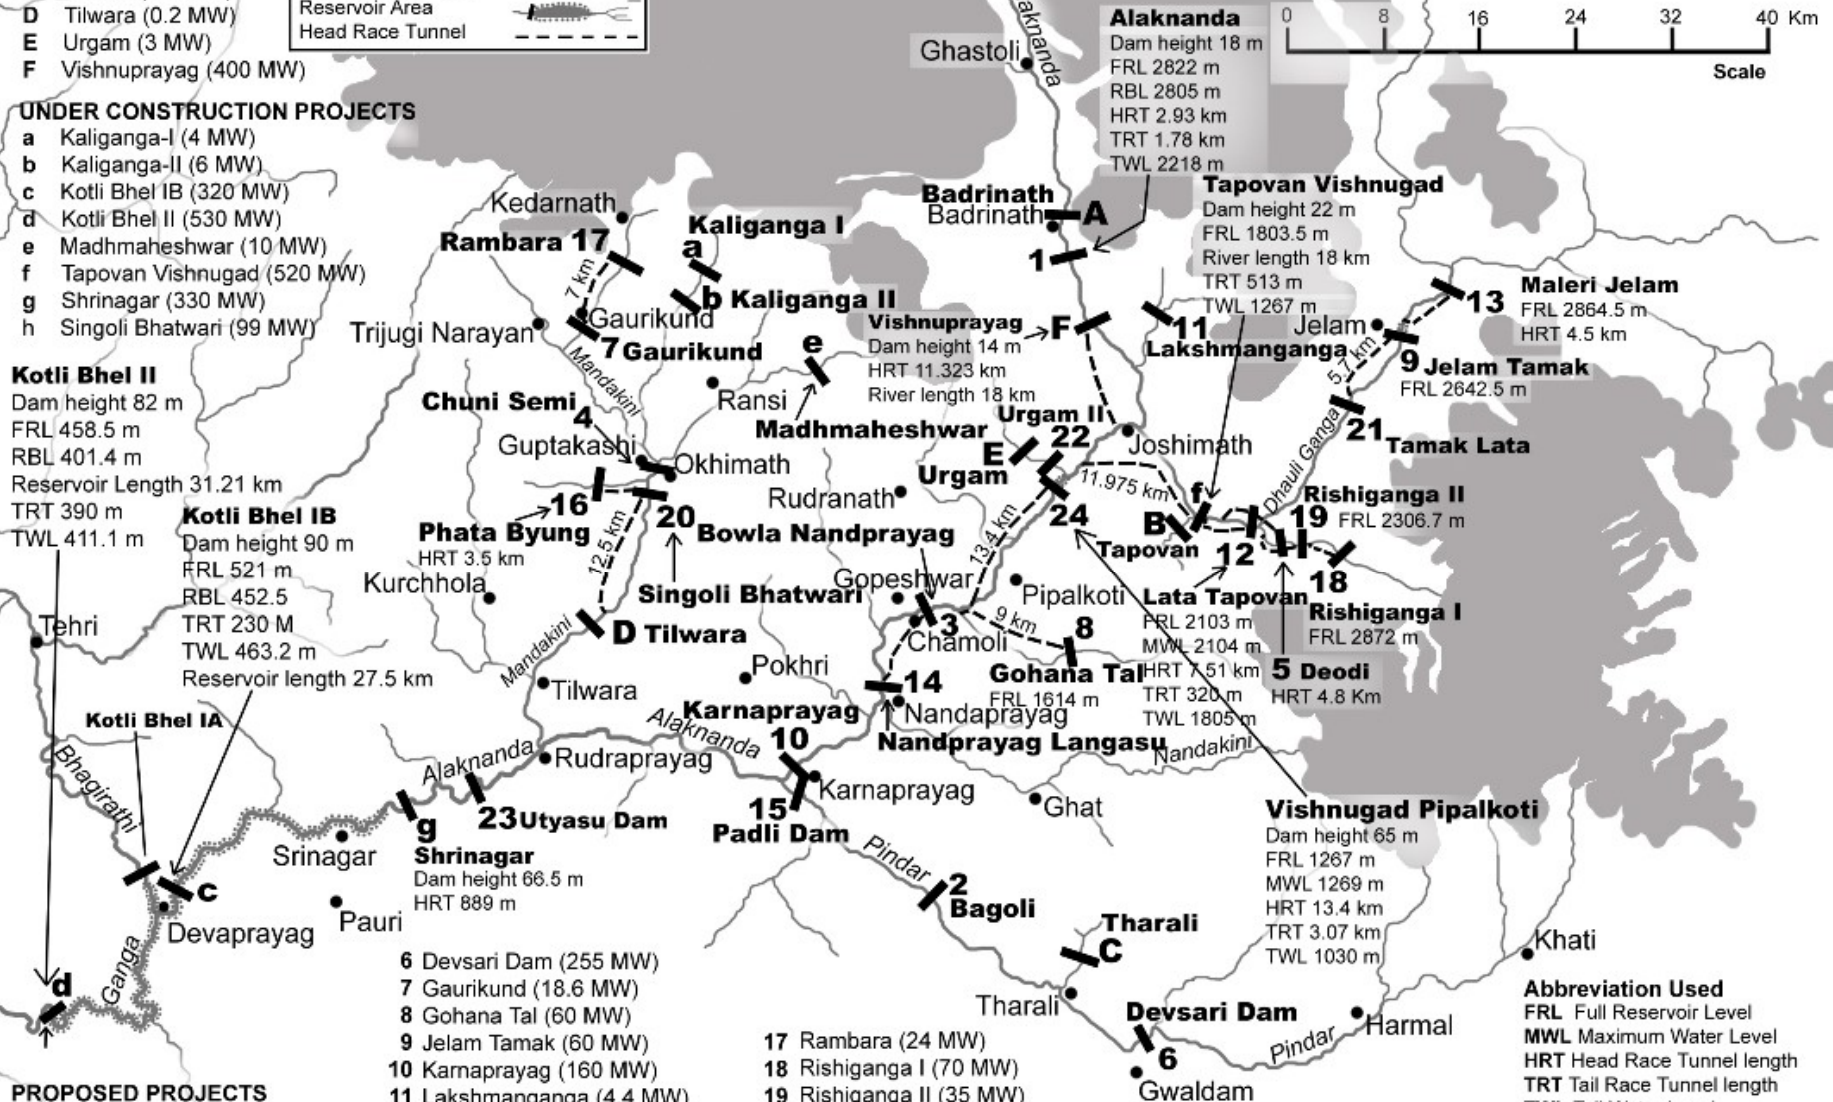 D Tilwara (0.2 MW)
E Urgam (3 MW)
F Vishnuprayag (400 MW)
Reservoir Area
Head Race Tunnel
UNDER CONSTRUCTION PROJECTS
a Kaliganga-I (4 MW)
b Kaliganga-II (6 MW)
c Kotli Bhel IB (320 MW)
d Kotli Bhel II (530 MW)
e Madhmaheshwar (10 MW)
f Tapovan Vishnugad (520 MW)
g Shrinagar (330 MW)
h Singoli Bhatwari (99 MW)
Ghastoli
Alaknanda
Dam height 18 m
FRL 2822 m
RBL 2805 m
HRT 2.93 km
TRT 1.78 km
TWL 2218 m
0 8 16 24 32 40 Km
Scale
Badrinath
Badrinath
A
1
Tapovan Vishnugad
Dam height 22 m
FRL 1803.5 m
River length 18 km
TRT 513 m
TWL 1267 m
Kedarnath
Rambara 17
7 km
Kaliganga I
a
b Kaliganga II
Gaurikund
Trijugi Narayan
7 Gaurikund
Mandakini
e
Ransi
Madhmaheshwar
Vishnuprayag
F
Dam height 14 m
HRT 11.323 km
River length 18 km
11
Lakshmanganga
Jelam
13
Maleri Jelam
FRL 2864.5 m
HRT 4.5 km
5.7 km
9 Jelam Tamak
FRL 2642.5 m
21
Tamak Lata
Dhauli Ganga
Kotli Bhel II
Dam height 82 m
FRL 458.5 m
RBL 401.4 m
Reservoir Length 31.21 km
TRT 390 m
TWL 411.1 m
Chuni Semi
4
Guptakashi
Okhimath
16
Phata Byung
HRT 3.5 km
12.5 km
20
Singoli Bhatwari
Kurchhola
Rudranath
Urgam II
22
E
Urgam
Joshimath
11.975 km
24
13.4 km
f
B
Tapovan
12
Lata Tapovan
FRL 2103 m
MWL 2104 m
HRT 7.51 km
TRT 320 m
TWL 1805 m
Rishiganga II
19
FRL 2306.7 m
18
Rishiganga I
FRL 2872 m
5 Deodi
HRT 4.8 Km
Kotli Bhel IB
Dam height 90 m
FRL 521 m
RBL 452.5
TRT 230 M
TWL 463.2 m
Reservoir length 27.5 km
Tehri
Bowla Nandprayag
Gopeshwar
3
Chamoli
Pipalkoti
9 km
8
Gohana Tal
FRL 1614 m
D Tilwara
Mandakini
Tilwara
Pokhri
14
Nandaprayag
Nandprayag Langasu
Nandakini
Karnaprayag
10
Alaknanda
Karnaprayag
15
Padli Dam
Ghat
Kotli Bhel IA
Bhagirathi
Alaknanda
Rudraprayag
23 Utyasu Dam
g
Shrinagar
Dam height 66.5 m
HRT 889 m
Srinagar
Pauri
c
Devaprayag
Ganga
d
Pindar
2
Bagoli
Tharali
C
Tharali
Devsari Dam
6
Gwaldam
Pindar
Harmal
Khati
Vishnugad Pipalkoti
Dam height 65 m
FRL 1267 m
MWL 1269 m
HRT 13.4 km
TRT 3.07 km
TWL 1030 m
6 Devsari Dam (255 MW)
7 Gaurikund (18.6 MW)
8 Gohana Tal (60 MW)
9 Jelam Tamak (60 MW)
10 Karnaprayag (160 MW)
11 Lakshmanganga (4.4 MW)
17 Rambara (24 MW)
18 Rishiganga I (70 MW)
19 Rishiganga II (35 MW)
Abbreviation Used
FRL Full Reservoir Level
MWL Maximum Water Level
HRT Head Race Tunnel length
TRT Tail Race Tunnel length
PROPOSED PROJECTS